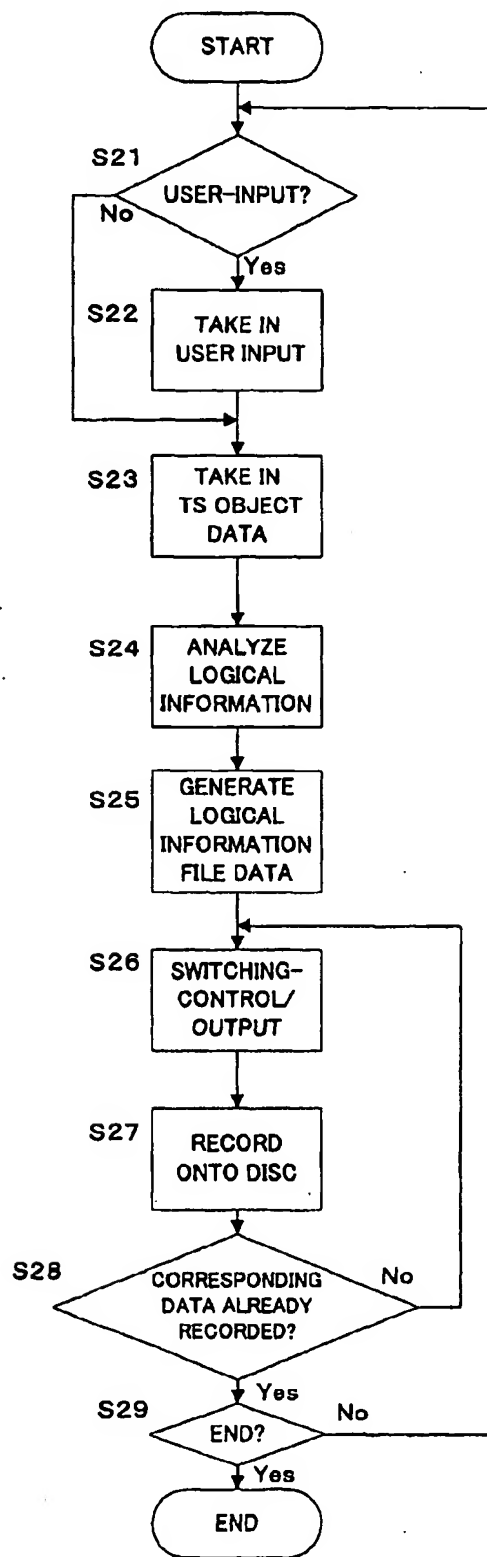 START
S21
USER-INPUT?
No
Yes
S22
TAKE IN
USER INPUT
S23
TAKE IN
TS OBJECT
DATA
S24
ANALYZE
LOGICAL
INFORMATION
S25
GENERATE
LOGICAL
INFORMATION
FILE DATA
S26
SWITCHING-
CONTROL/
OUTPUT
S27
RECORD
ONTO DISC
S28
CORRESPONDING
DATA ALREADY
RECORDED?
No
Yes
S29
END?
No
Yes
END